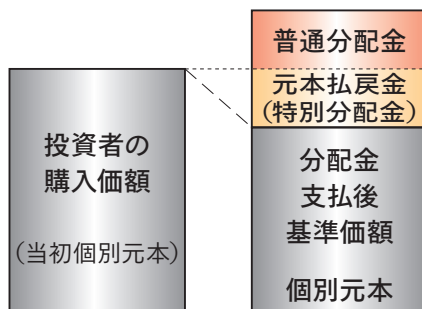 投資者の
購入価額
(当初個別元本)
普通分配金
元本払戻金
(特別分配金)
分配金
支払後
基準価額
個別元本